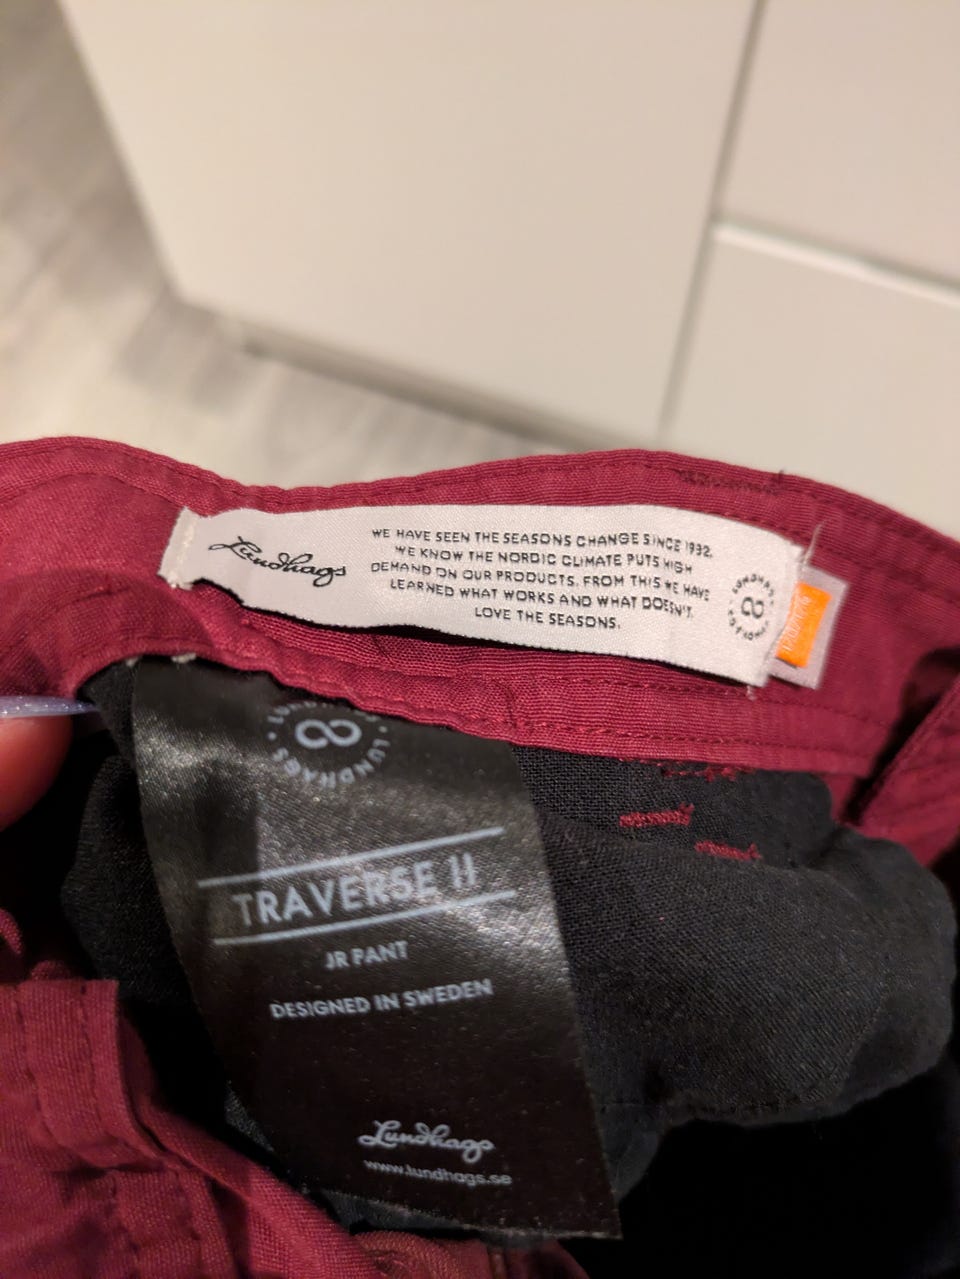 Lundhags
WE HAVE SEEN THE SEASONS CHANGE SINCE 1932.
WE KNOW THE NORDIC CLIMATE PUTS HIGH
DEMAND ON OUR PRODUCTS. FROM THIS WE HAVE
LEARNED WHAT WORKS AND WHAT DOESN'T.
LOVE THE SEASONS.
LUNDHAGS
LUNDHAGS
TRAVERSE II
JR PANT
DESIGNED IN SWEDEN
Lundhags
www.lundhags.se